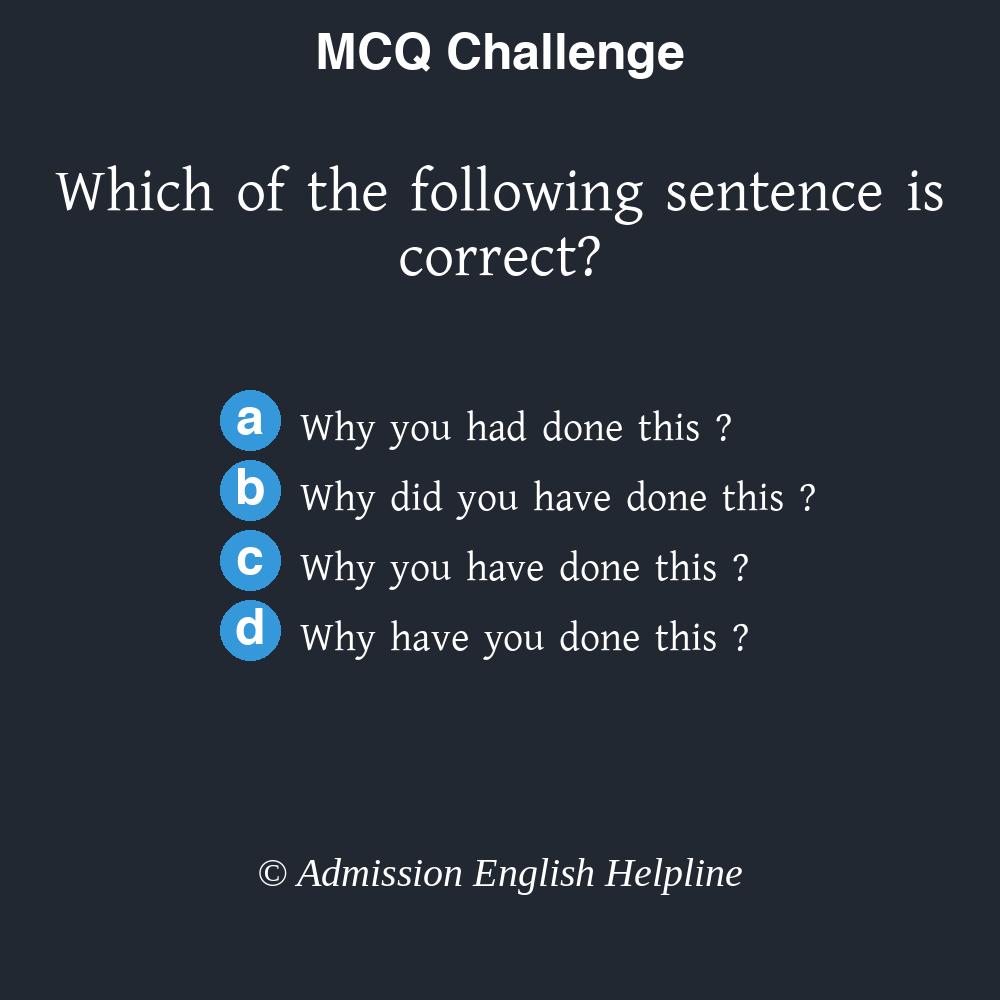 MCQ Challenge
Which of the following sentence is
correct?
a Why you had done this ?
b Why did you have done this ?
c Why you have done this ?
d Why have you done this ?
© Admission English Helpline